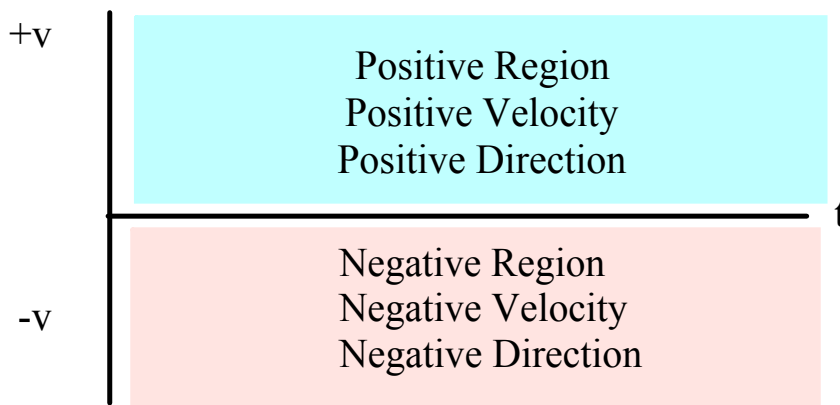 +v
Positive Region
Positive Velocity
Positive Direction
t
Negative Region
Negative Velocity
Negative Direction
-v